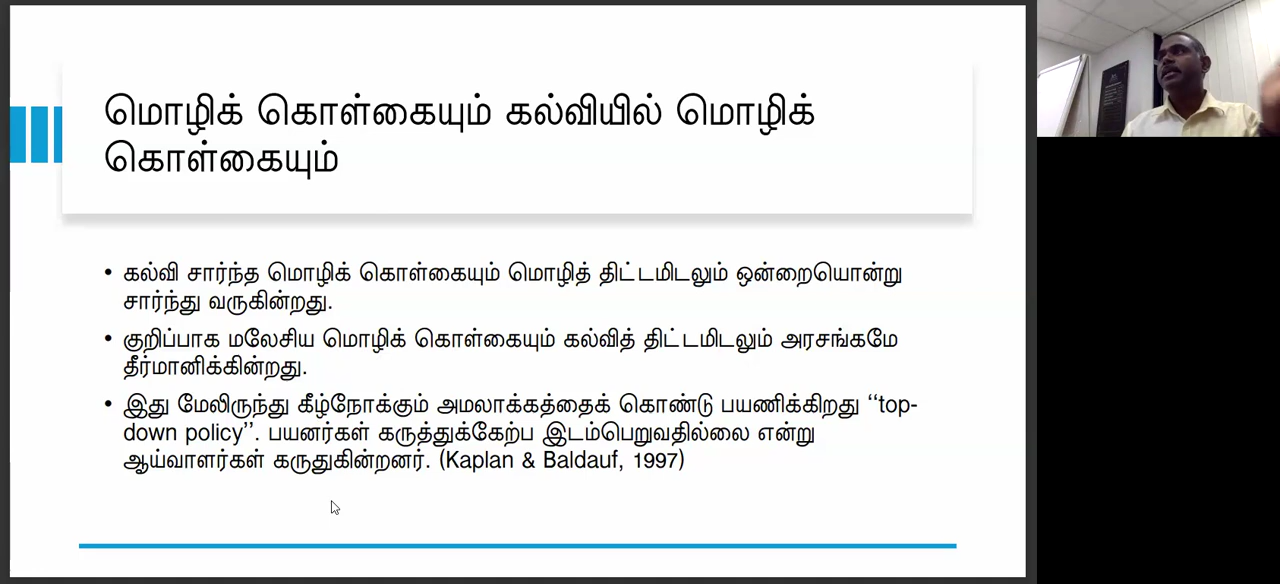 மொழிக் கொள்கையும் கல்வியில் மொழிக்
கொள்கையும்
• கல்வி சார்ந்த மொழிக் கொள்கையும் மொழித் திட்டமிடலும் ஒன்றையொன்று
சார்ந்து வருகின்றது.
• குறிப்பாக மலேசிய மொழிக் கொள்கையும் கல்வித் திட்டமிடலும் அரசங்கமே
தீர்மானிக்கின்றது.
• இது மேலிருந்து கீழ்நோக்கும் அமலாக்கத்தைக் கொண்டு பயணிக்கிறது ‘‘top-
down policy’’. பயனர்கள் கருத்துக்கேற்ப இடம்பெறுவதில்லை என்று
ஆய்வாளர்கள் கருதுகின்றனர். (Kaplan & Baldauf, 1997)